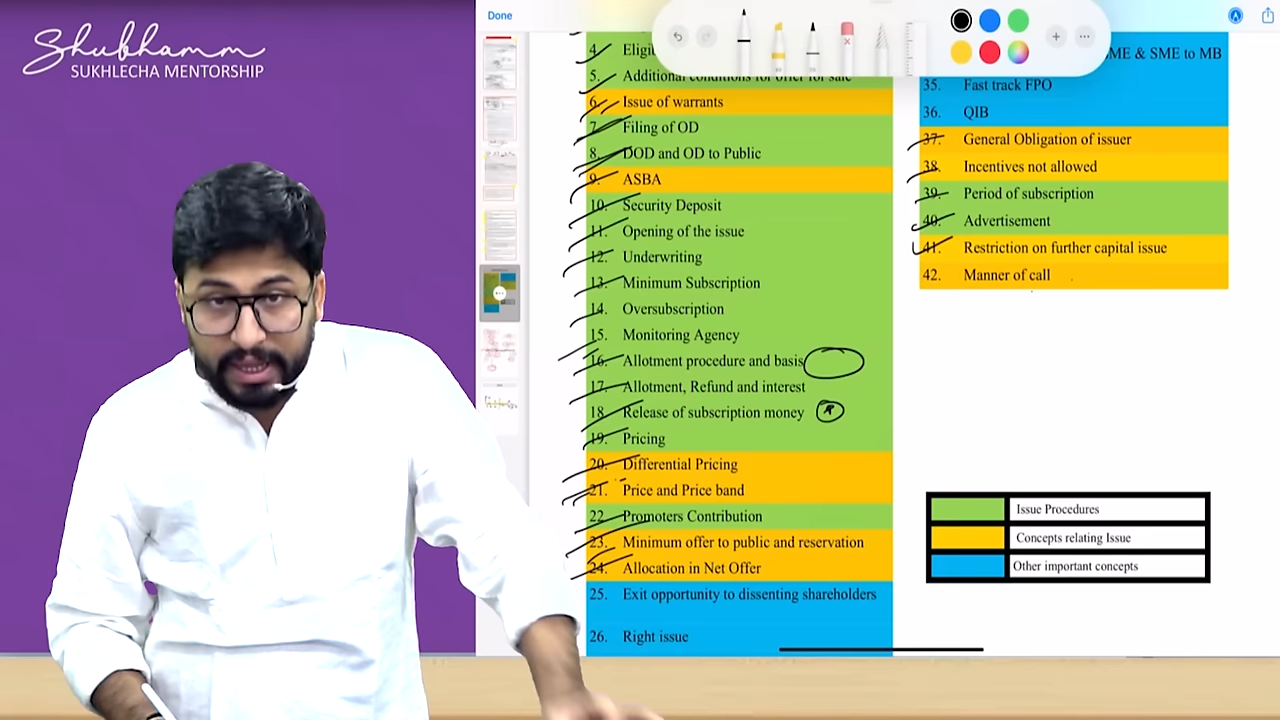 Shubhamm
SUKHLECHA MENTORSHIP
Done
4. Eligi
5. Additional conditions for offer for sale
6. Issue of warrants
7. Filing of OD
8. DOD and OD to Public
9. ASBA
10. Security Deposit
11. Opening of the issue
12. Underwriting
13. Minimum Subscription
14. Oversubscription
15. Monitoring Agency
16. Allotment procedure and basis
17. Allotment, Refund and interest
18. Release of subscription money
19. Pricing
20. Differential Pricing
21. Price and Price band
22 Promoters Contribution
23. Minimum offer to public and reservation
24. Allocation in Net Offer
25. Exit opportunity to dissenting shareholders
26. Right issue
ME & SME to MB
35. Fast track FPO
36. QIB
37. General Obligation of issuer
38. Incentives not allowed
39. Period of subscription
40. Advertisement
41. Restriction on further capital issue
42. Manner of call
Issue Procedures
Concepts relating Issue
Other important concepts